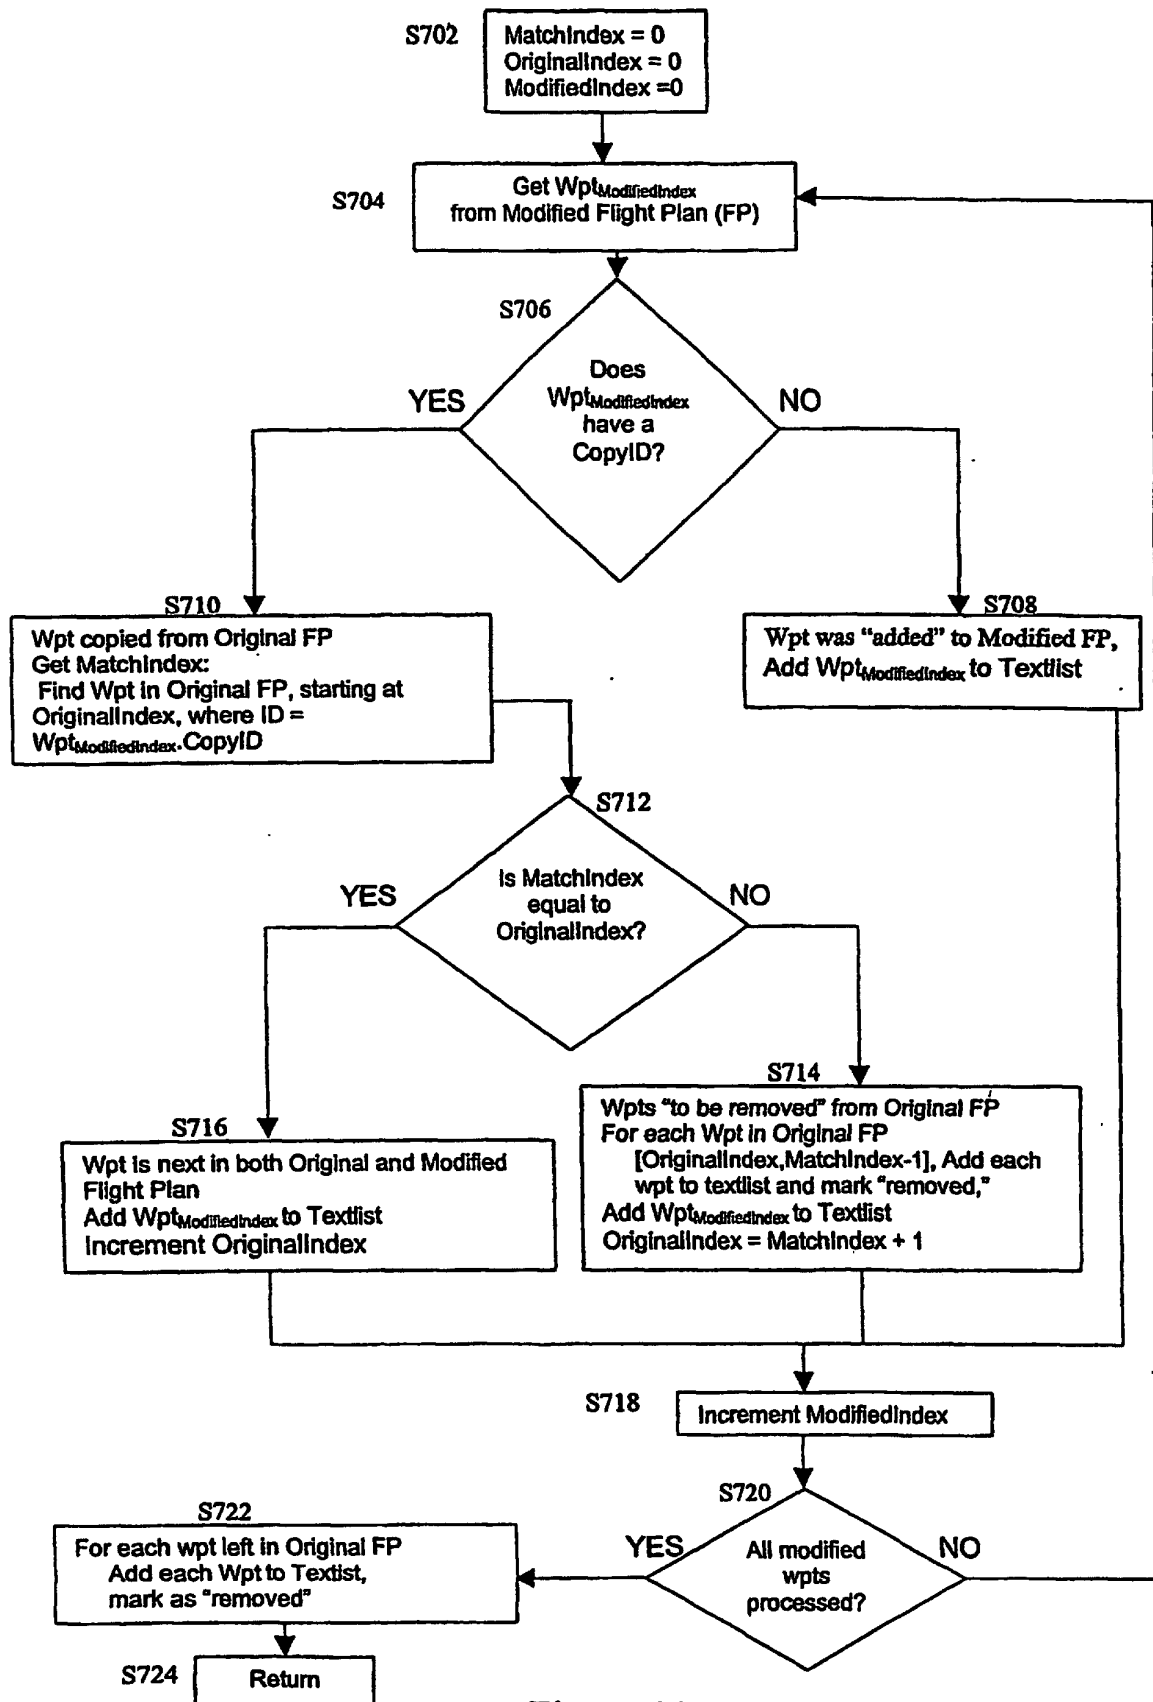 S702
MatchIndex = 0
OriginalIndex = 0
ModifiedIndex =0
S704
Get WptModifiedIndex
from Modified Flight Plan (FP)
S706
Does
WptModifiedIndex
have a
CopyID?
YES
NO
S710
Wpt copied from Original FP
Get MatchIndex:
Find Wpt in Original FP, starting at
OriginalIndex, where ID =
WptModifiedIndex.CopyID
S708
Wpt was "added" to Modified FP,
Add WptModifiedIndex to Textlist
S712
Is MatchIndex
equal to
OriginalIndex?
YES
NO
S714
Wpts "to be removed" from Original FP
For each Wpt in Original FP
[OriginalIndex,MatchIndex-1], Add each
wpt to textlist and mark "removed,"
Add WptModifiedIndex to Textlist
OriginalIndex = MatchIndex + 1
S716
Wpt is next in both Original and Modified
Flight Plan
Add WptModifiedIndex to Textlist
Increment OriginalIndex
S718
Increment ModifiedIndex
S720
All modified
wpts
processed?
YES
NO
S722
For each wpt left in Original FP
Add each Wpt to Textlist,
mark as "removed"
S724
Return